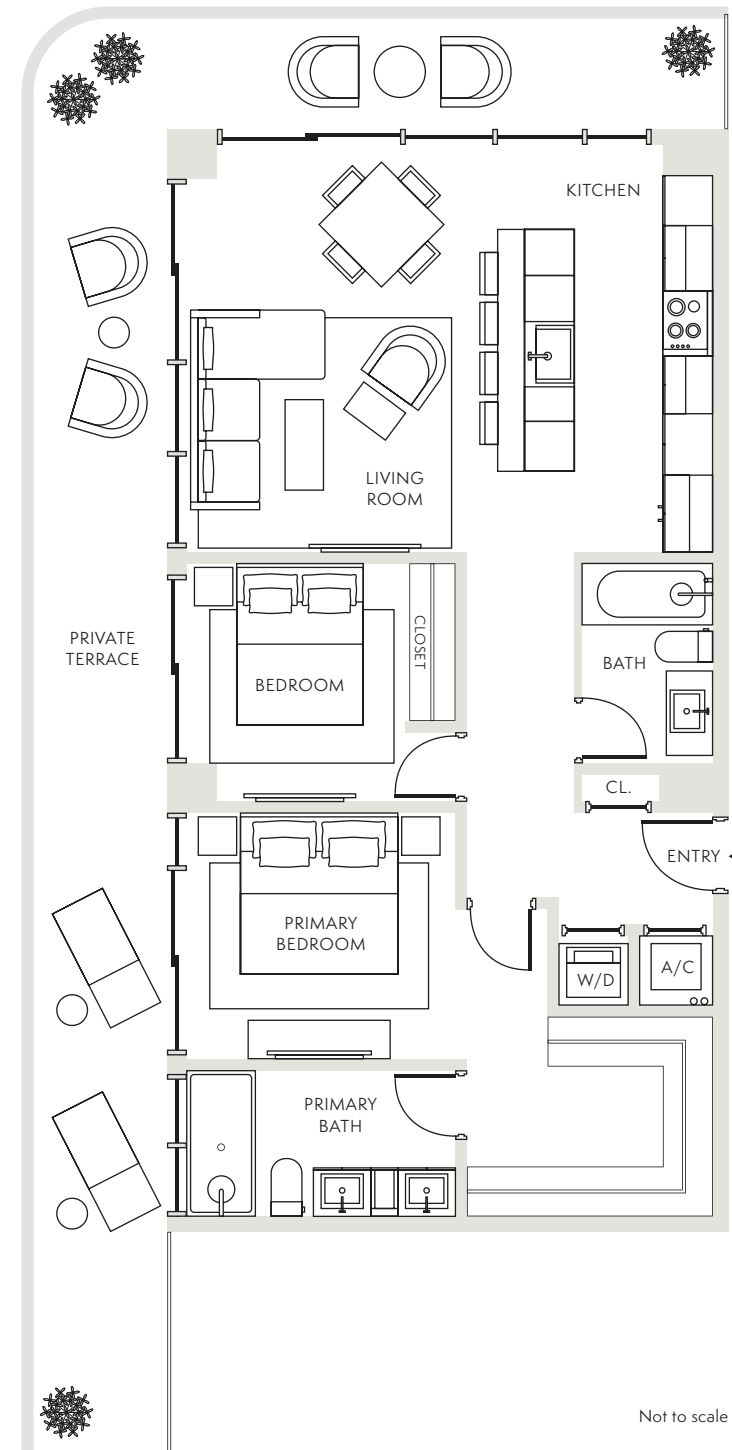 KITCHEN
LIVING
ROOM
PRIVATE
TERRACE
BEDROOM
CLOSET
BATH
CL.
ENTRY
PRIMARY
BEDROOM
W/D
A/C
PRIMARY
BATH
Not to scale